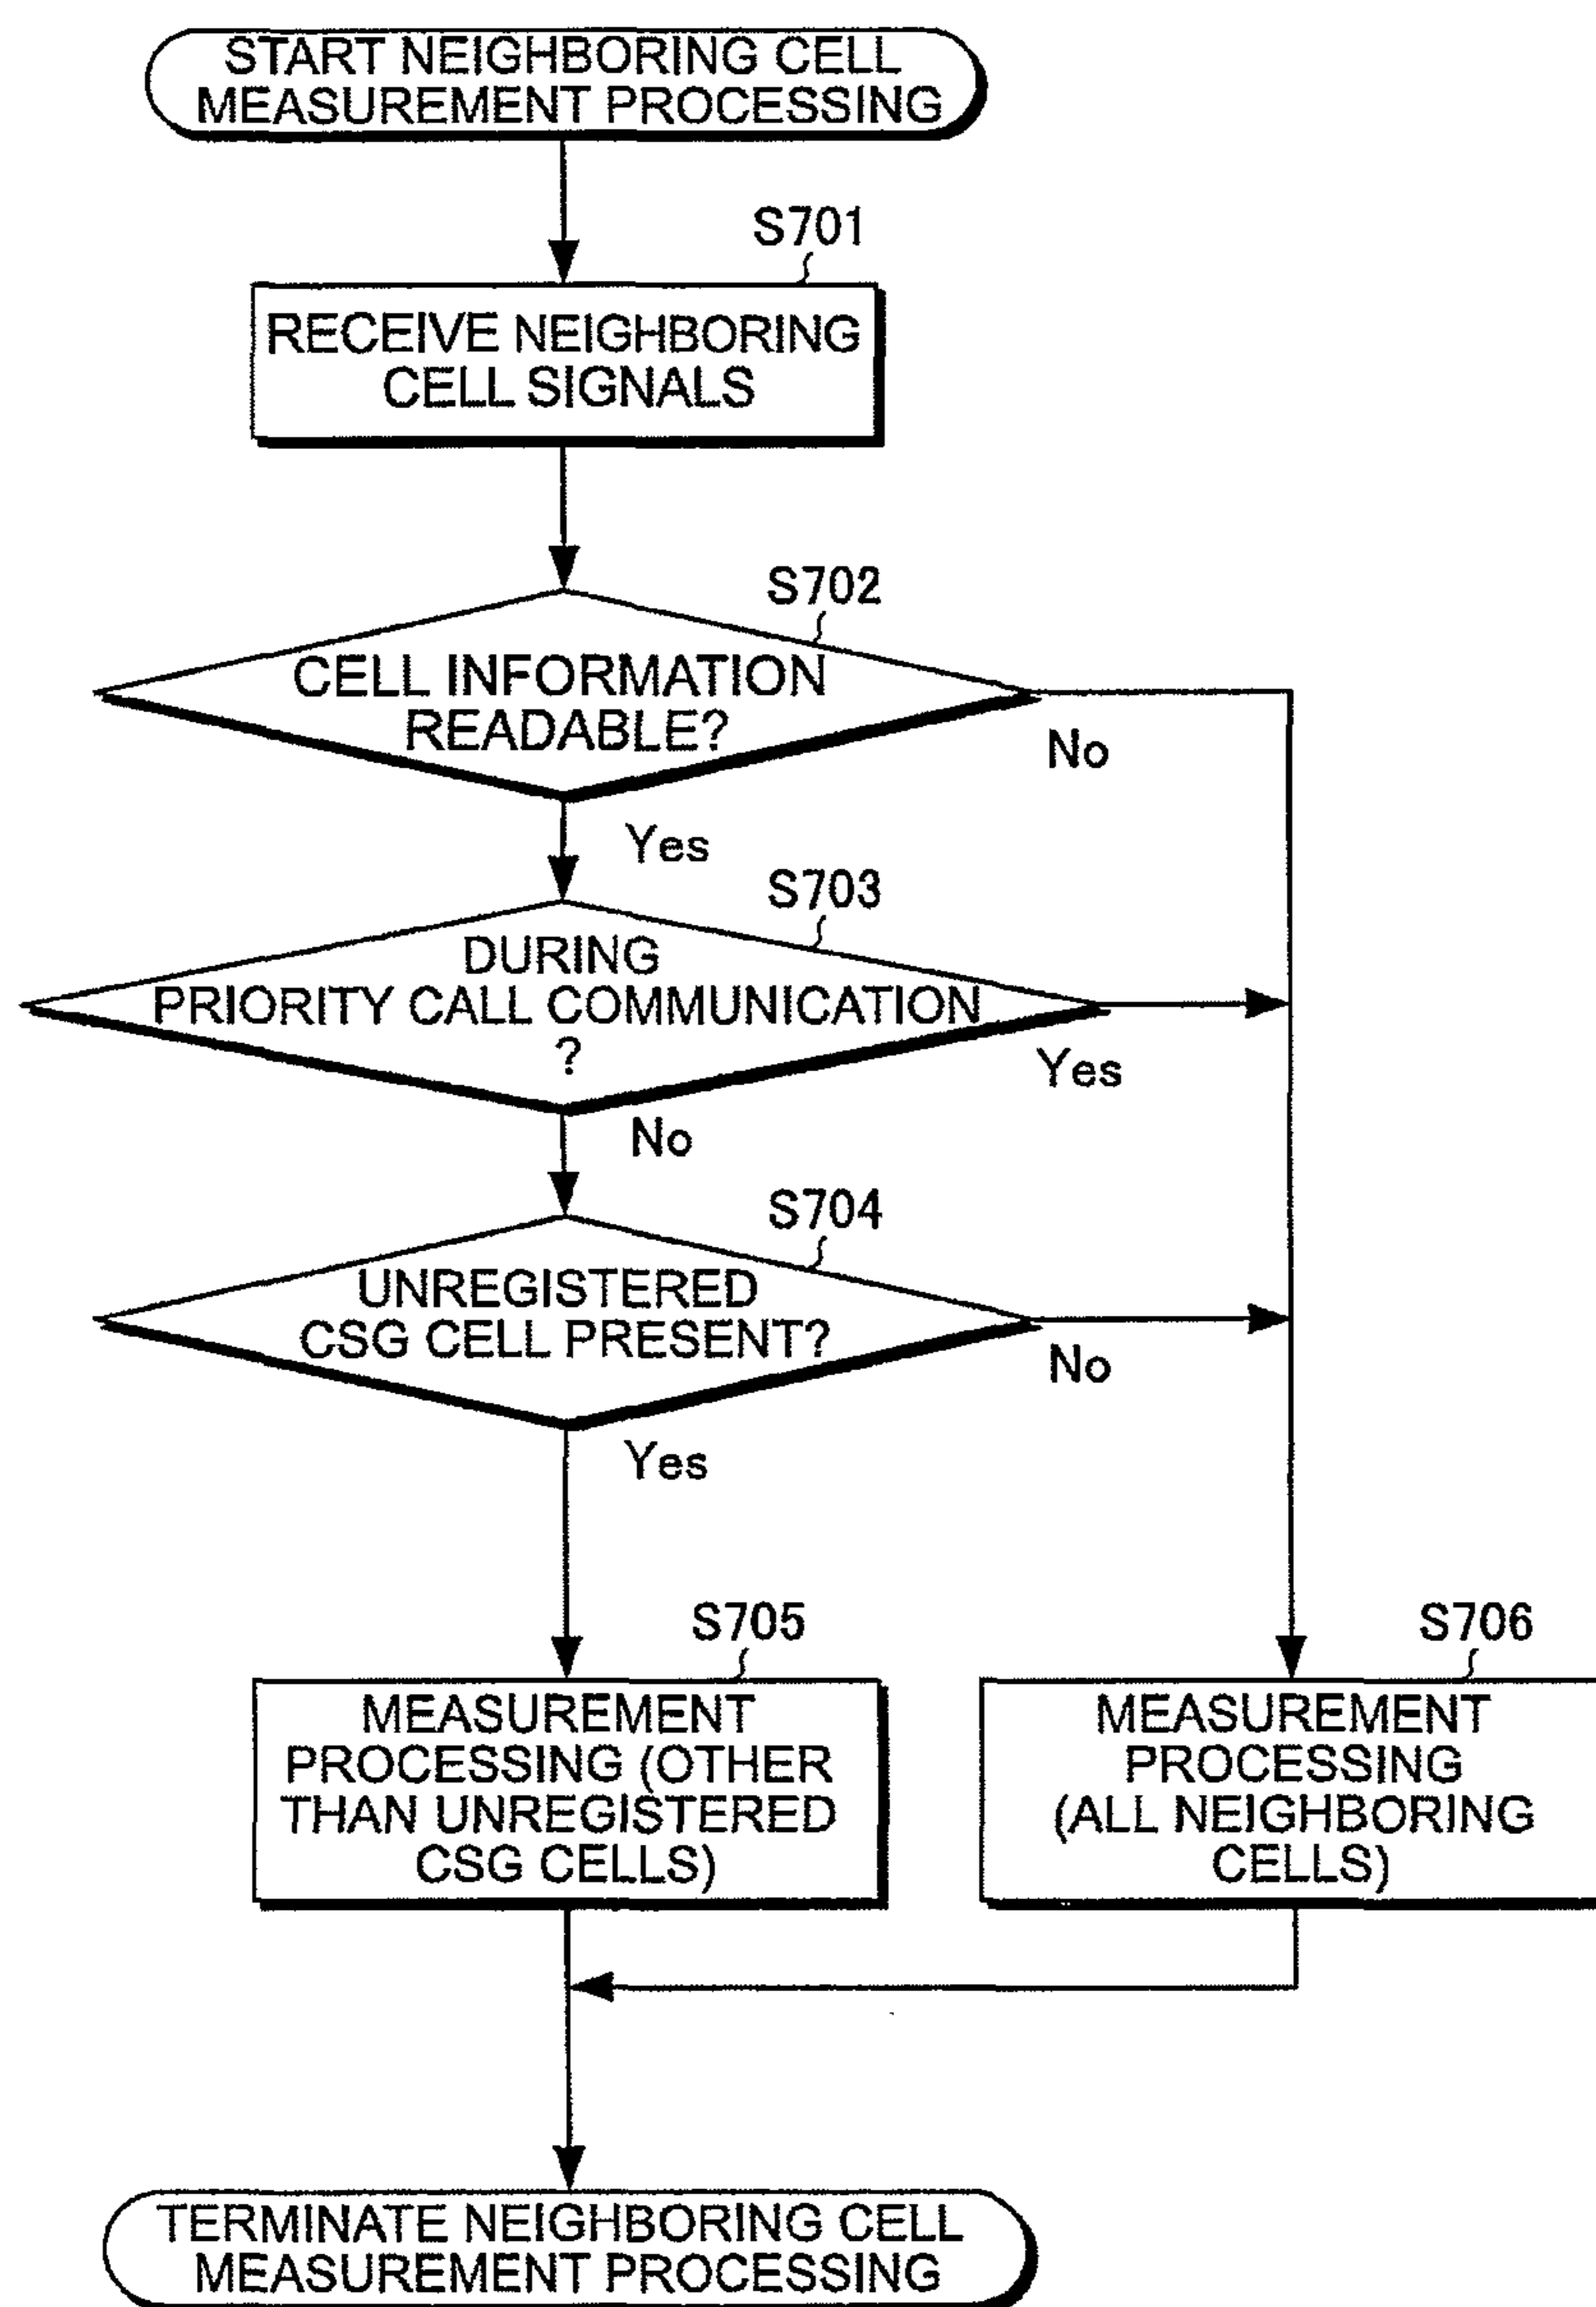 START NEIGHBORING CELL
MEASUREMENT PROCESSING
S701
RECEIVE NEIGHBORING
CELL SIGNALS
S702
CELL INFORMATION
READABLE?
No
Yes
S703
DURING
PRIORITY CALL COMMUNICATION
?
Yes
No
S704
UNREGISTERED
CSG CELL PRESENT?
No
Yes
S705
MEASUREMENT
PROCESSING (OTHER
THAN UNREGISTERED
CSG CELLS)
S706
MEASUREMENT
PROCESSING
(ALL NEIGHBORING
CELLS)
TERMINATE NEIGHBORING CELL
MEASUREMENT PROCESSING